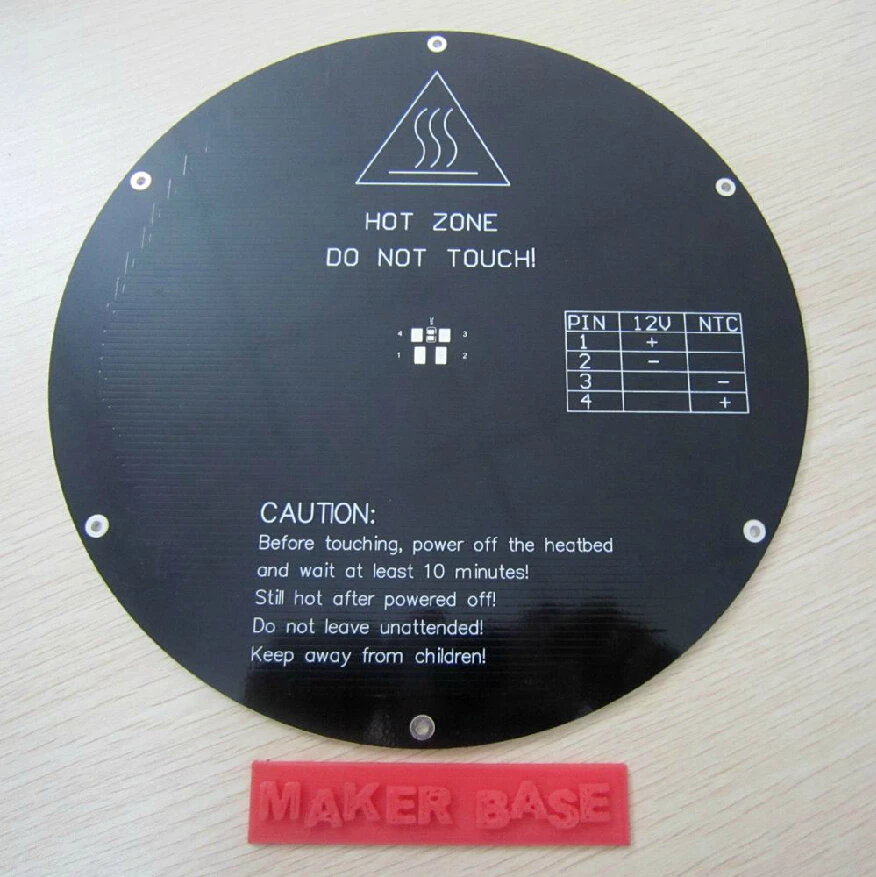 HOT ZONE
DO NOT TOUCH!
4 3
1 2
PIN 12V NTC
1 +
2 -
3 -
4 +
CAUTION:
Before touching, power off the heatbed
and wait at least 10 minutes!
Still hot after powered off!
Do not leave unattended!
Keep away from children!
MAKER BASE